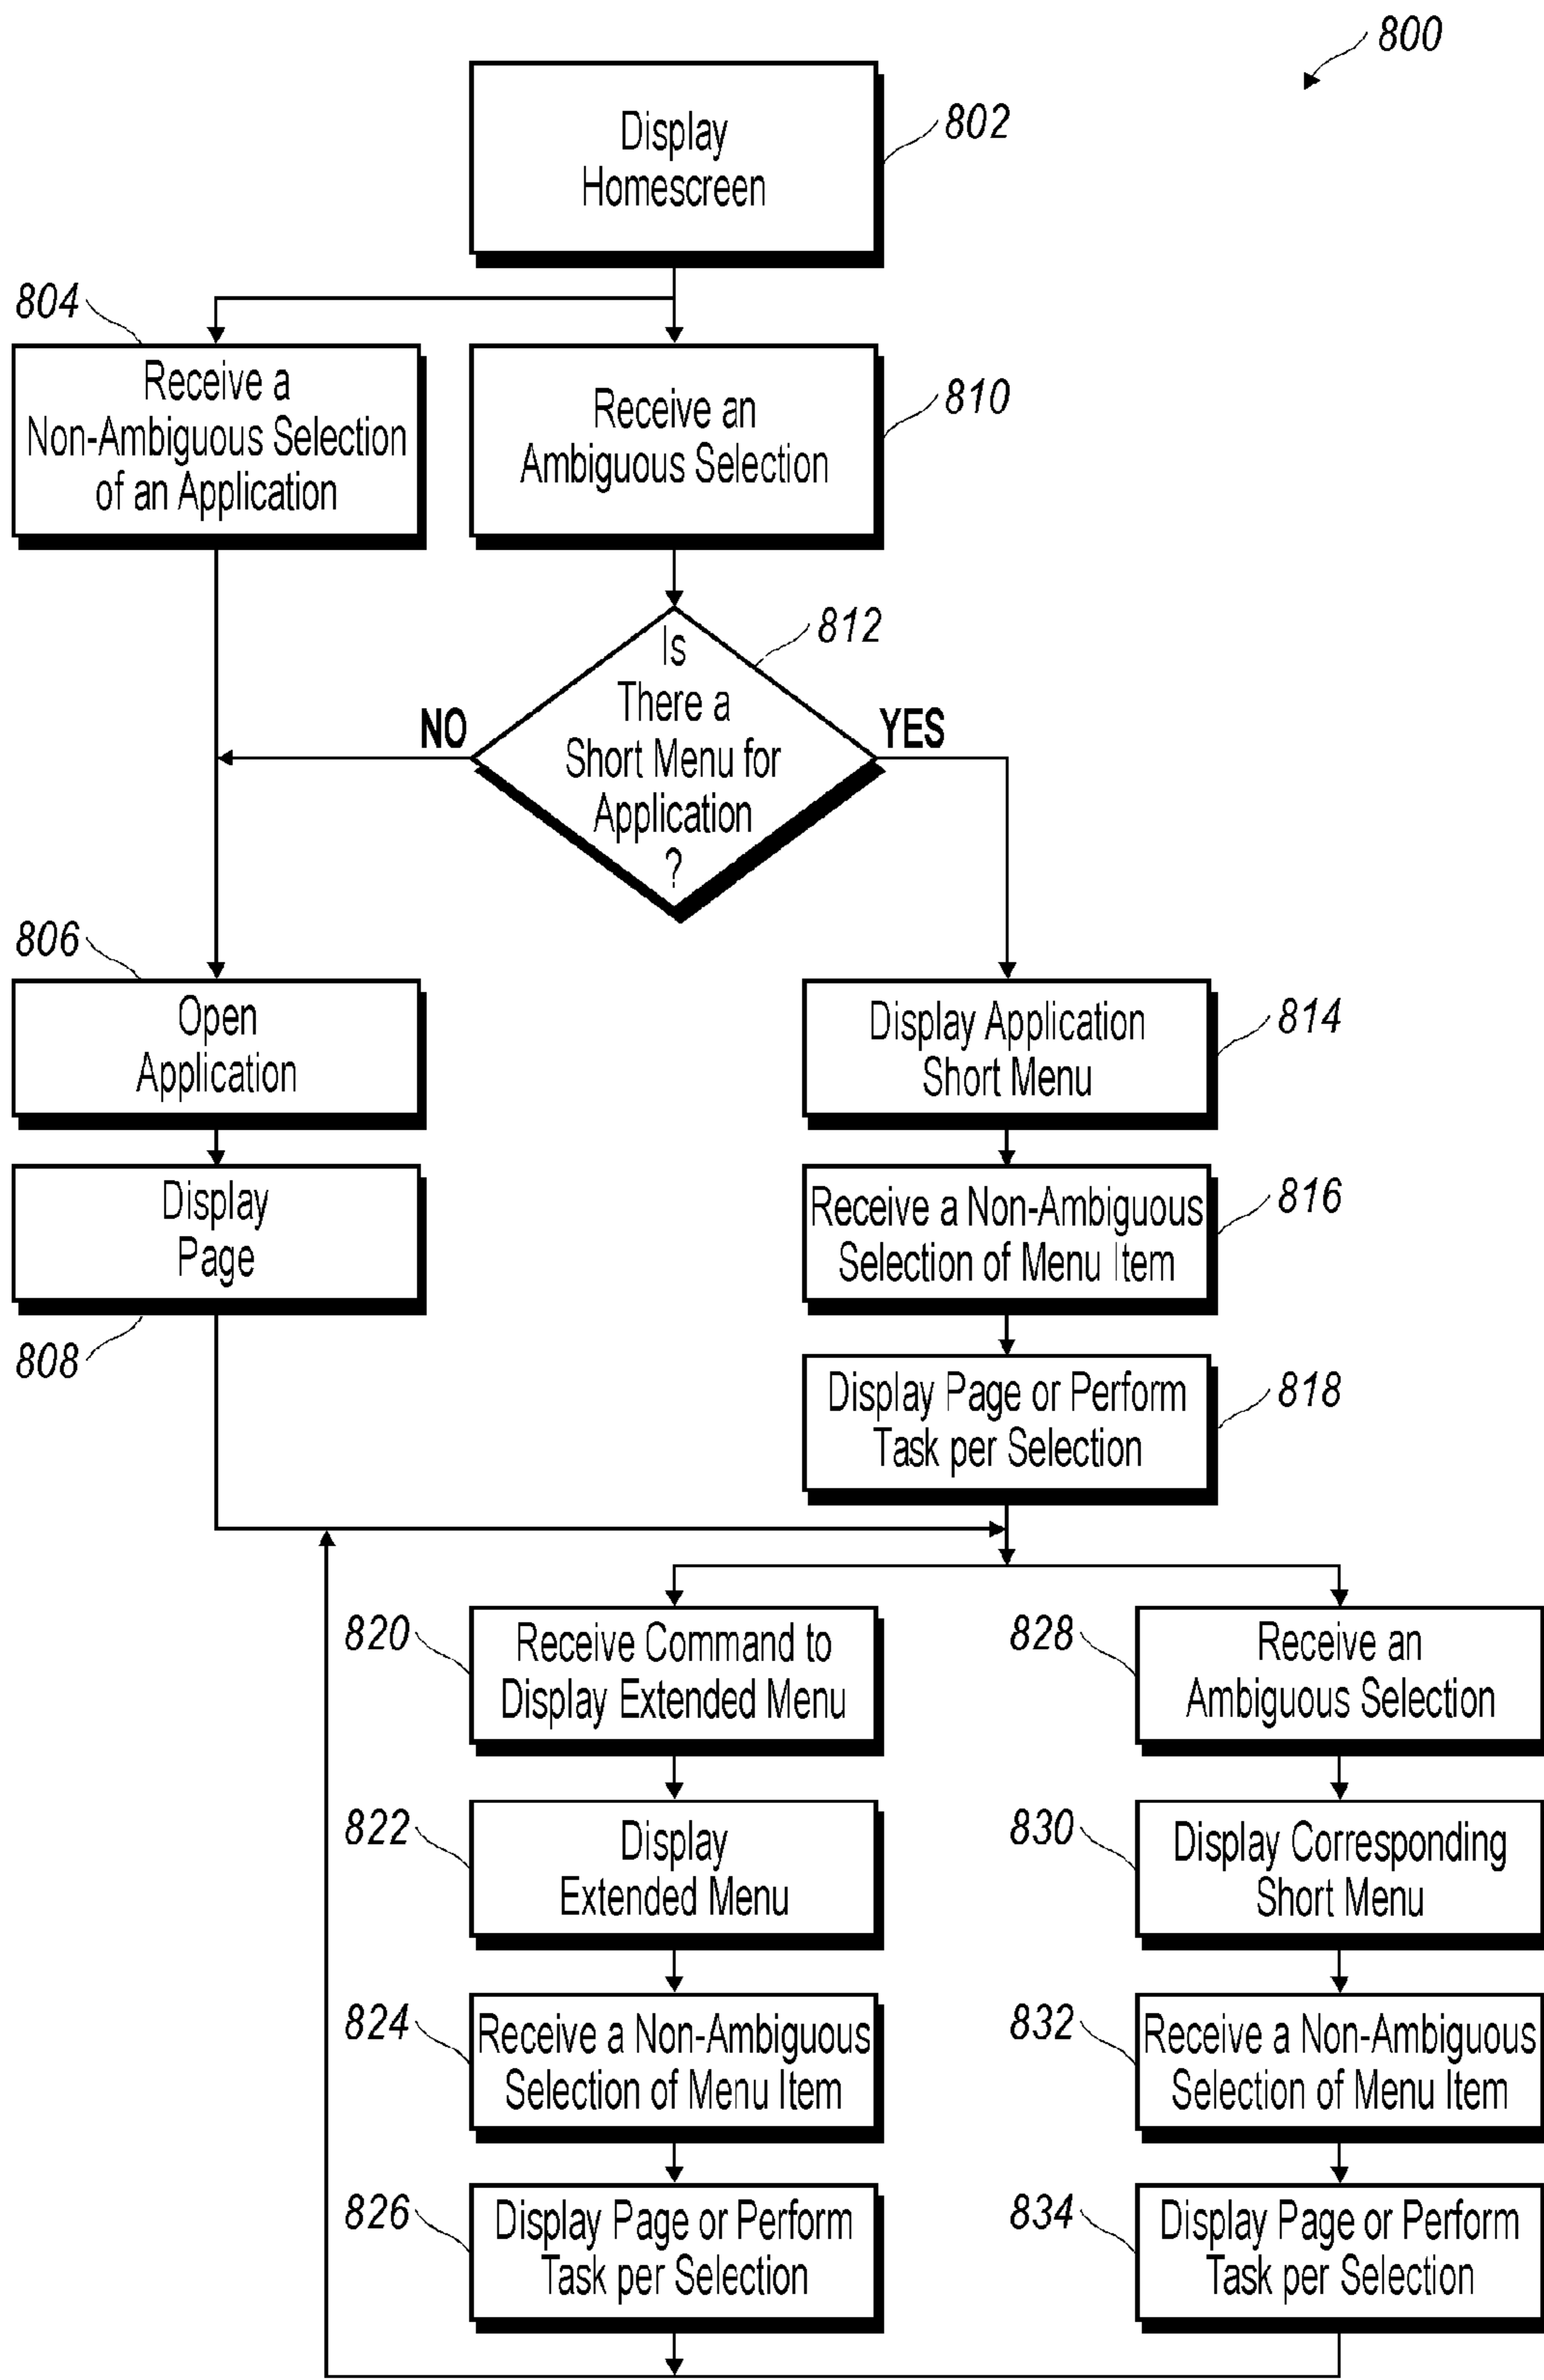 800
Display
Homescreen
802
804
Receive a
Non-Ambiguous Selection
of an Application
Receive an
Ambiguous Selection
810
Is
There a
Short Menu for
Application
?
812
NO
YES
806
Open
Application
Display
Page
808
Display Application
Short Menu
814
Receive a Non-Ambiguous
Selection of Menu Item
816
Display Page or Perform
Task per Selection
818
820
Receive Command to
Display Extended Menu
822
Display
Extended Menu
824
Receive a Non-Ambiguous
Selection of Menu Item
826
Display Page or Perform
Task per Selection
828
Receive an
Ambiguous Selection
830
Display Corresponding
Short Menu
832
Receive a Non-Ambiguous
Selection of Menu Item
834
Display Page or Perform
Task per Selection